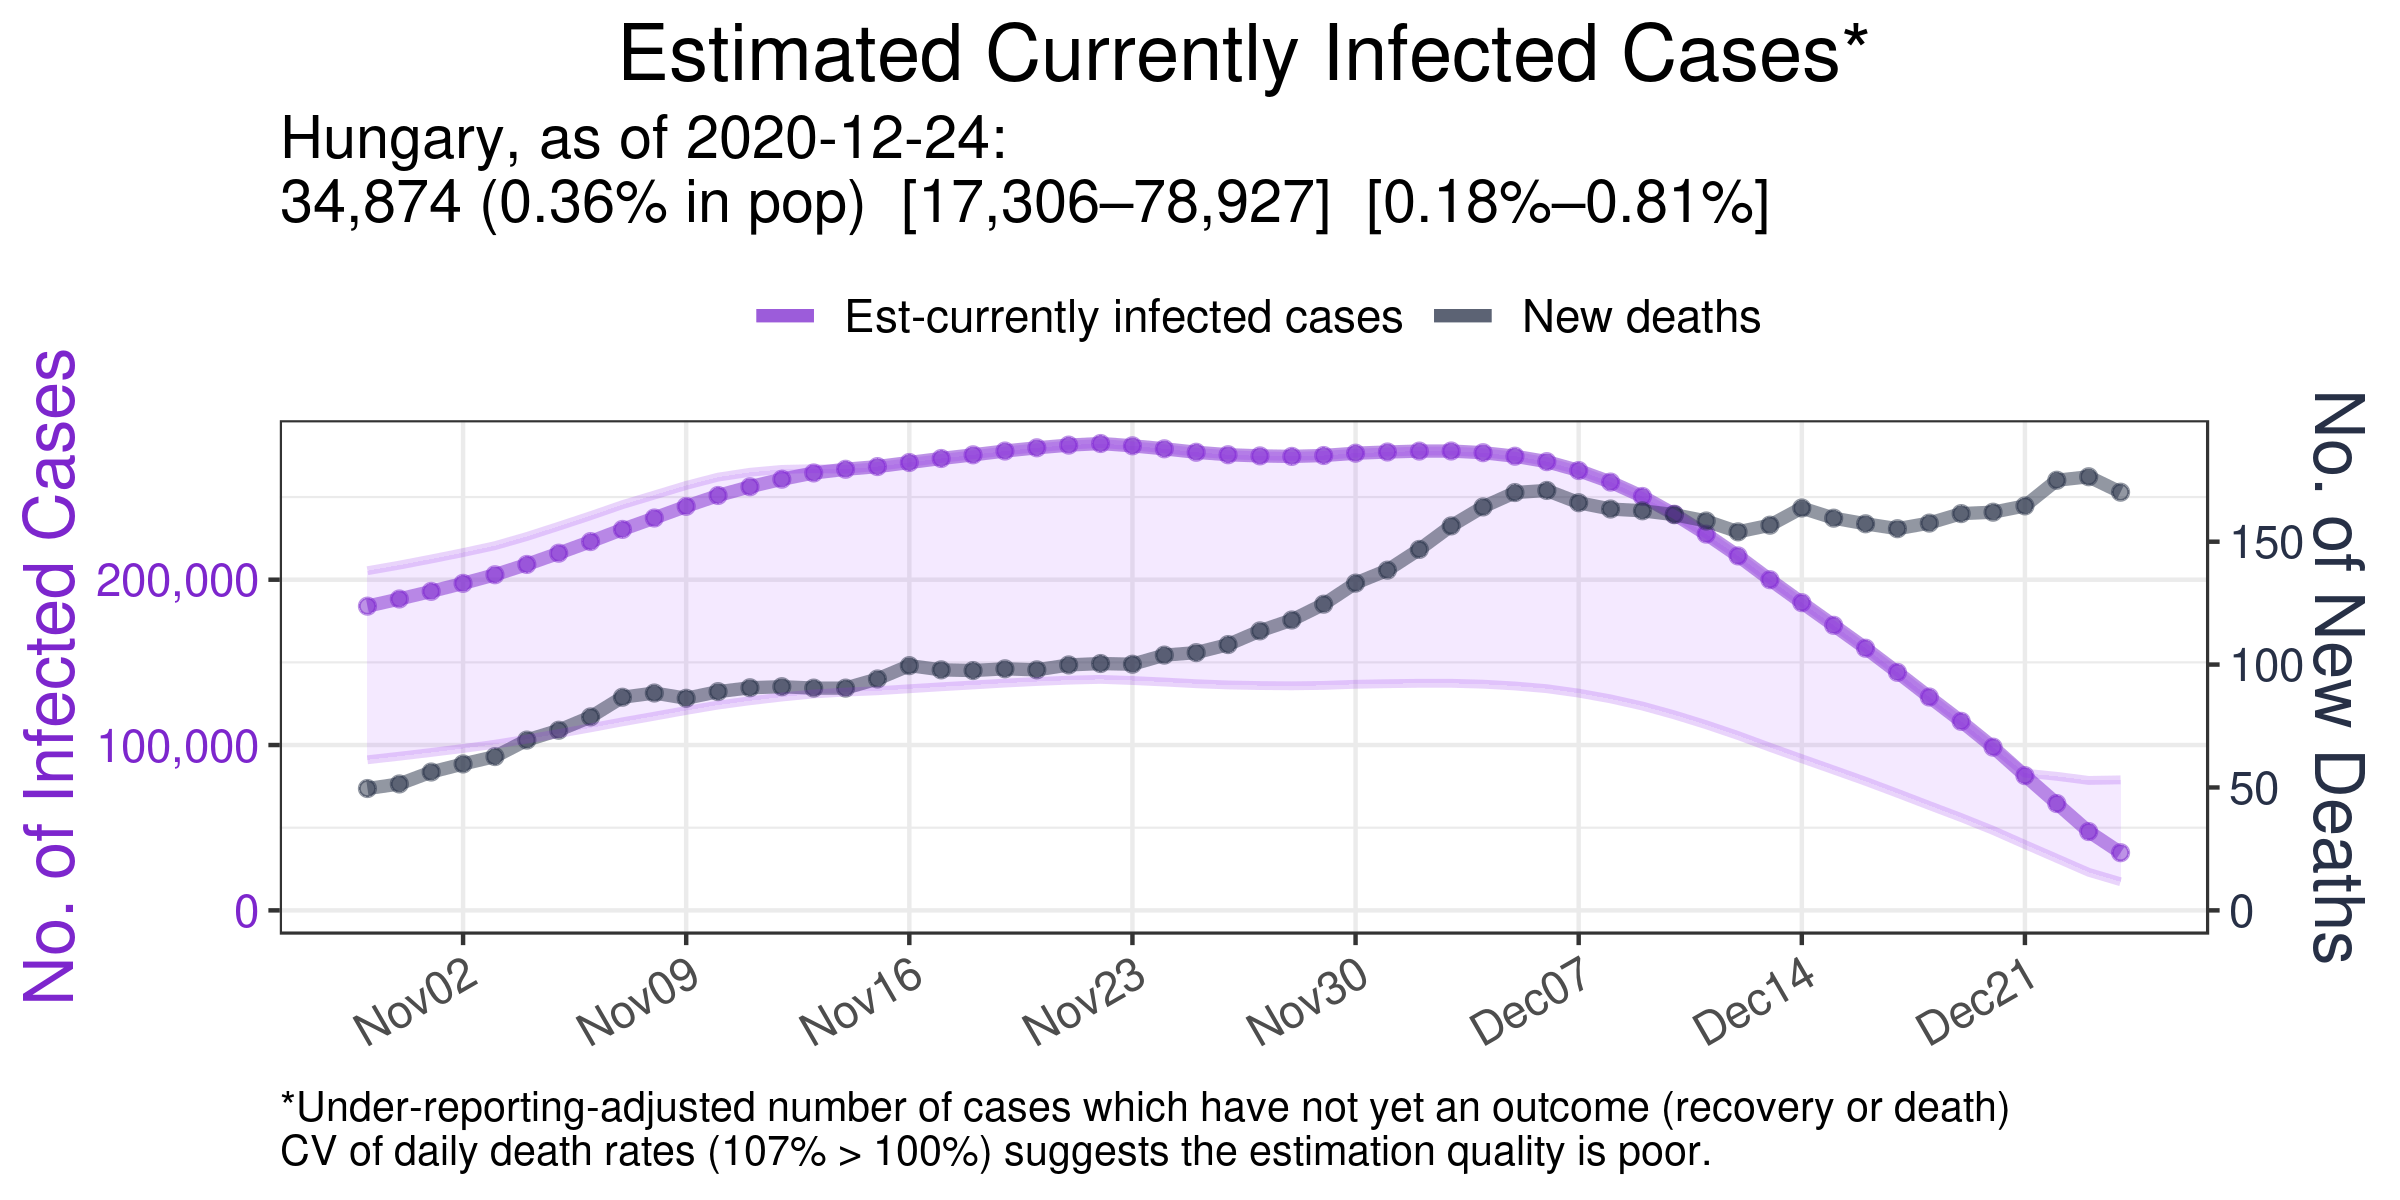 Estimated Currently Infected Cases*
Hungary, as of 2020-12-24:
34,874 (0.36% in pop)  [17,306–78,927]  [0.18%–0.81%]
Est-currently infected cases
New deaths
No. of Infected Cases
200,000
100,000
0
150
100
50
0
No. of New Deaths
Nov02
Nov09
Nov16
Nov23
Nov30
Dec07
Dec14
Dec21
*Under-reporting-adjusted number of cases which have not yet an outcome (recovery or death)
CV of daily death rates (107% > 100%) suggests the estimation quality is poor.